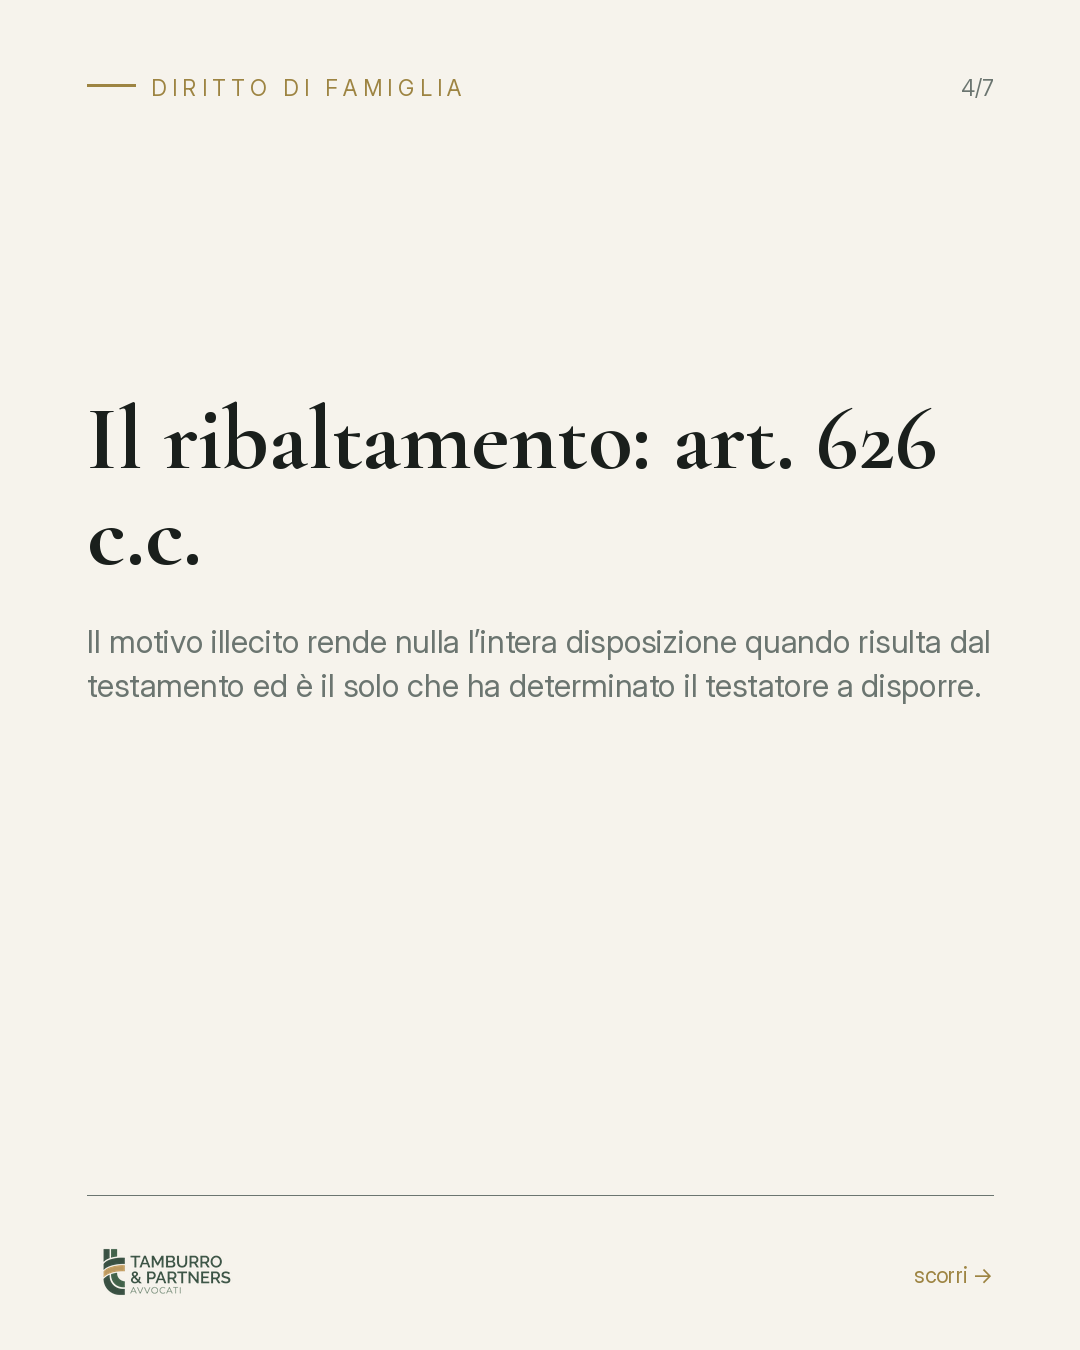 DIRITTO DI FAMIGLIA
4/7
Il ribaltamento: art. 626
c.c.
Il motivo illecito rende nulla l’intera disposizione quando risulta dal
testamento ed è il solo che ha determinato il testatore a disporre.
TAMBURRO
& PARTNERS
AVVOCATI
scorri →